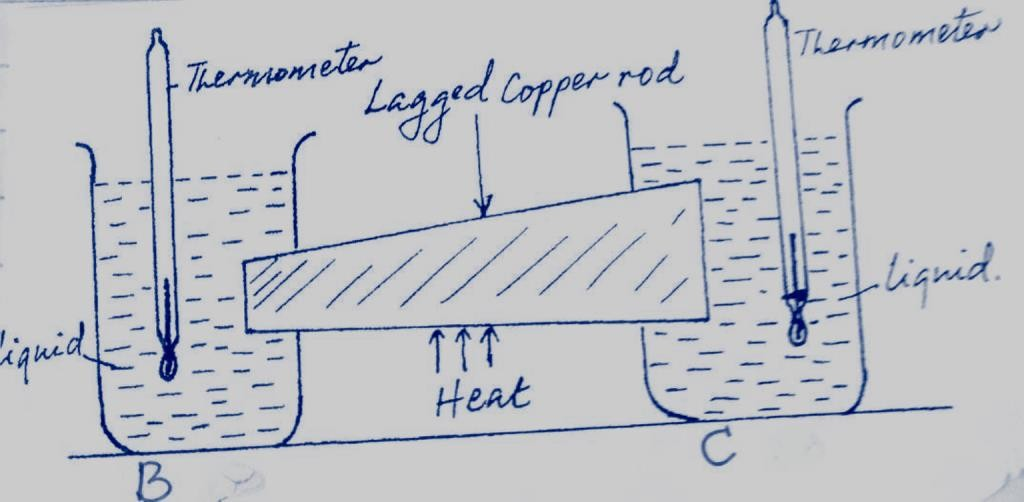 Thermometer
Thermometer
Lagged Copper rod
liquid
liquid.
Heat
B
C